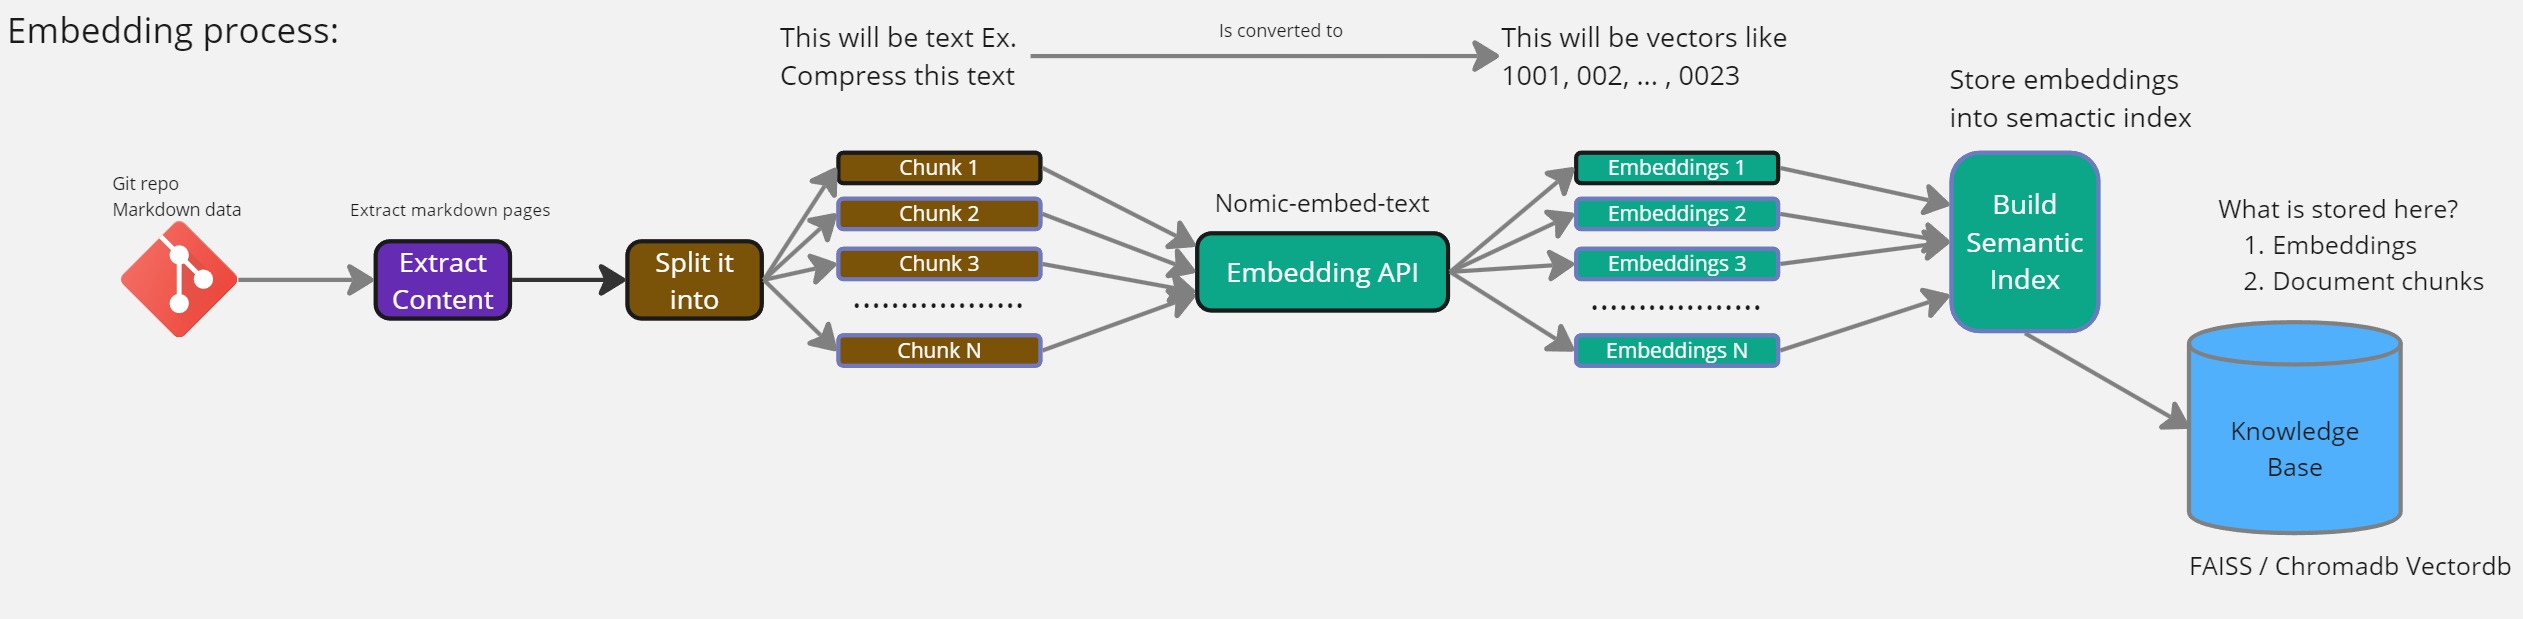 Embedding process:
This will be text Ex.
Compress this text
Is converted to
This will be vectors like
1001, 002, ... , 0023
Store embeddings
into semactic index
Git repo
Markdown data
Extract markdown pages
Extract
Content
Split it
into
Chunk 1
Chunk 2
Chunk 3
..................
Chunk N
Nomic-embed-text
Embedding API
Embeddings 1
Embeddings 2
Embeddings 3
..................
Embeddings N
Build
Semantic
Index
What is stored here?
1. Embeddings
2. Document chunks
Knowledge
Base
FAISS / Chromadb Vectordb